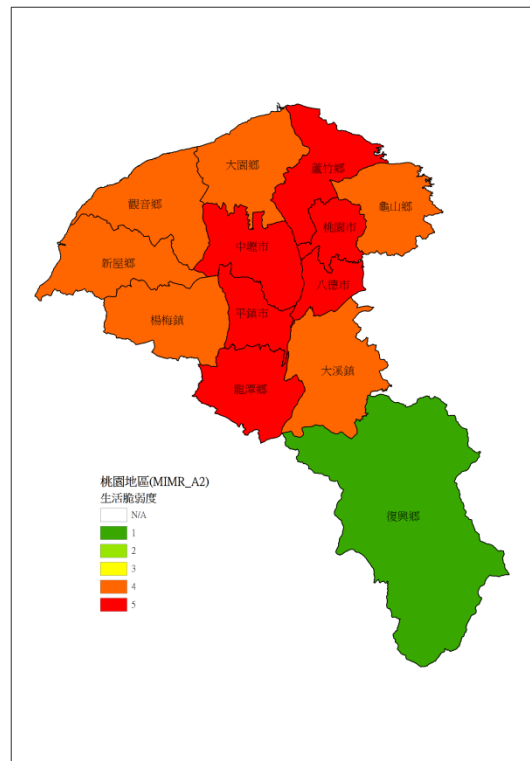 大園鄉
蘆竹鄉
觀音鄉
龜山鄉
桃園市
中壢市
新屋鄉
八德市
楊梅鎮
平鎮市
大溪鎮
龍潭鄉
桃園地區(MIMR_A2)
生活脆弱度
N/A
1
2
3
4
5
復興鄉